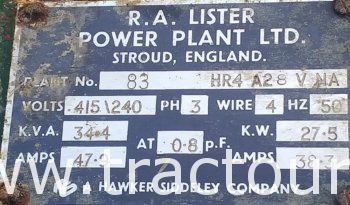 R.A. LISTER
POWER PLANT LTD.
STROUD, ENGLAND.
PLANT No. 83 HR4 A28 V NA
VOLTS 415\240 PH 3 WIRE 4 HZ 50
K.V.A. 34.4 AT 0.8 p.F. K.W. 27.5
AMPS 47.9 AMPS 38.3
A HAWKER SIDDELEY COMPANY
www.tractour